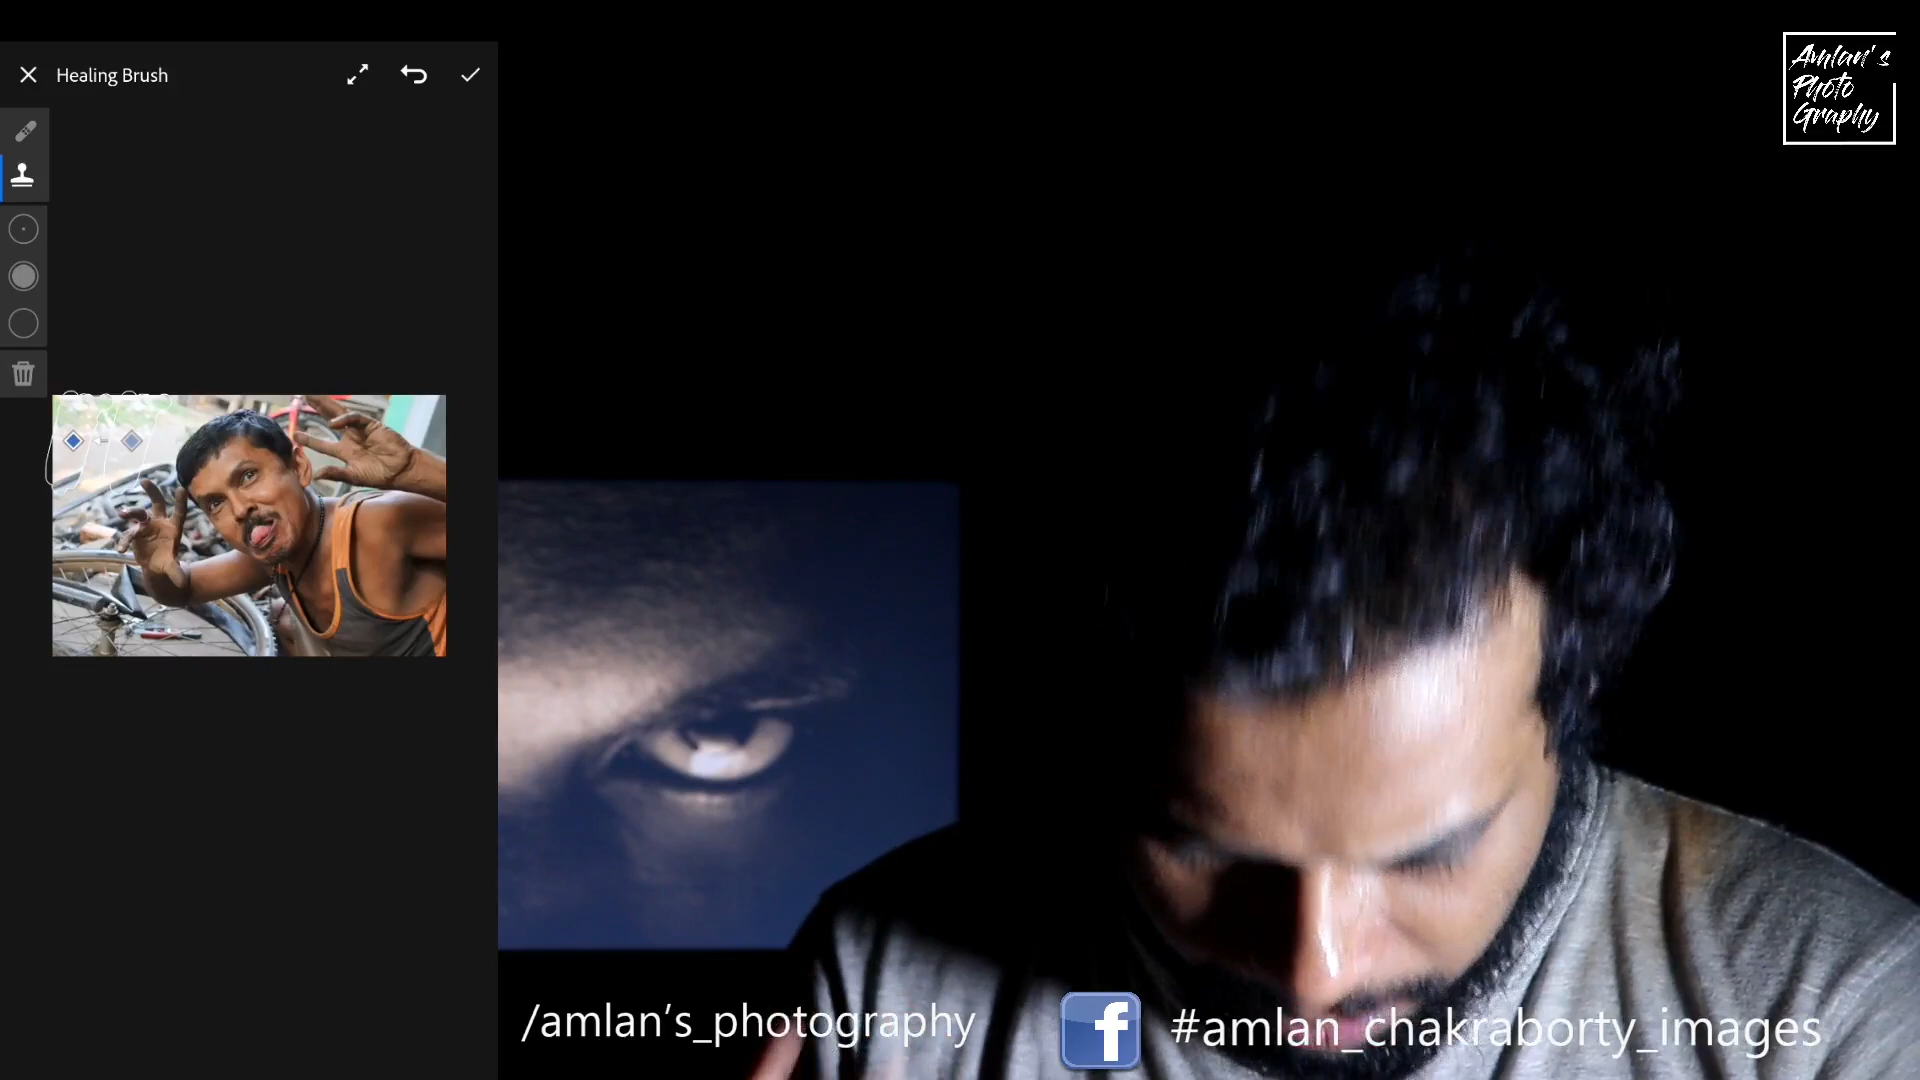 Healing Brush
Amlan's
Photo
Graphy
/amlan’s_photography
f
#amlan_chakraborty_images